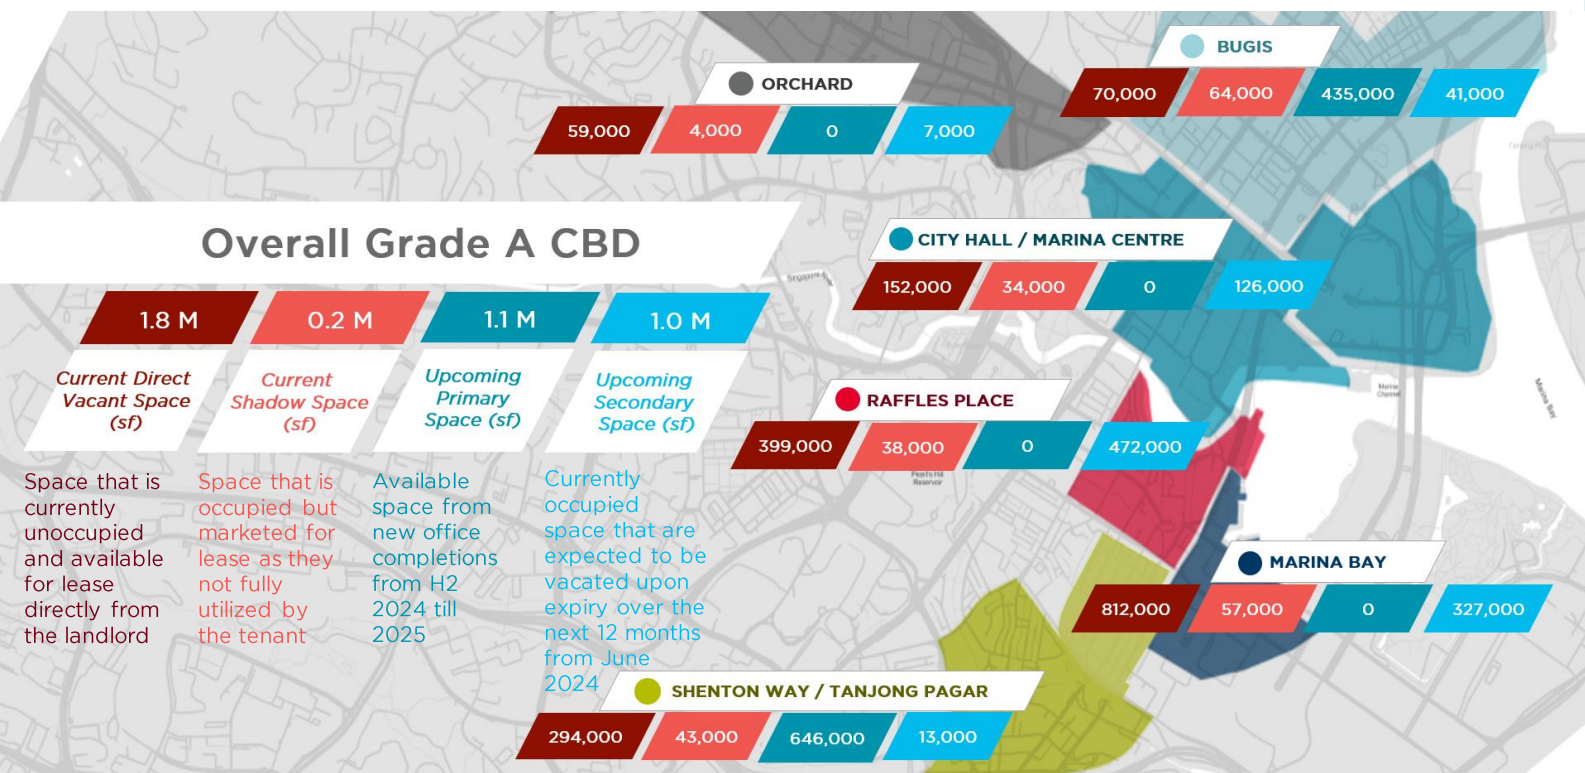 BUGIS
70,000
64,000
435,000
41,000
ORCHARD
59,000
4,000
0
7,000
Overall Grade A CBD
1.8 M
0.2 M
1.1 M
1.0 M
Current Direct
Vacant Space
(sf)
Current
Shadow Space
(sf)
Upcoming
Primary
Space (sf)
Upcoming
Secondary
Space (sf)
Space that is
currently
unoccupied
and available
for lease
directly from
the landlord
Space that is
occupied but
marketed for
lease as they
not fully
utilized by
the tenant
Available
space from
new office
completions
from H2
2024 till
2025
Currently
occupied
space that are
expected to be
vacated upon
expiry over the
next 12 months
from June
2024
CITY HALL / MARINA CENTRE
152,000
34,000
0
126,000
RAFFLES PLACE
399,000
38,000
0
472,000
Reservoir
Marina
Channel
Marina Bay
MARINA BAY
812,000
57,000
0
327,000
SHENTON WAY / TANJONG PAGAR
294,000
43,000
646,000
13,000